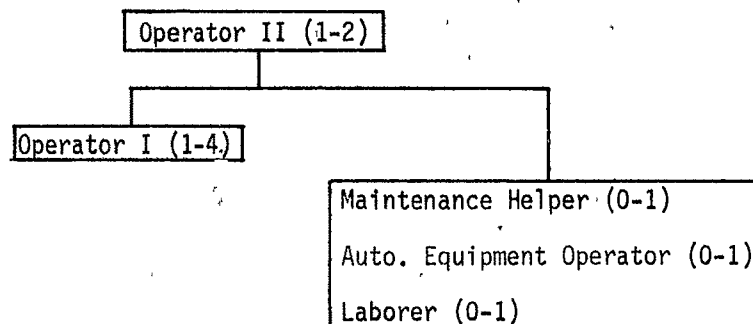 Operator II (1-2)
Operator I (1-4)
Maintenance Helper (0-1)
Auto. Equipment Operator (0-1)
Laborer (0-1)